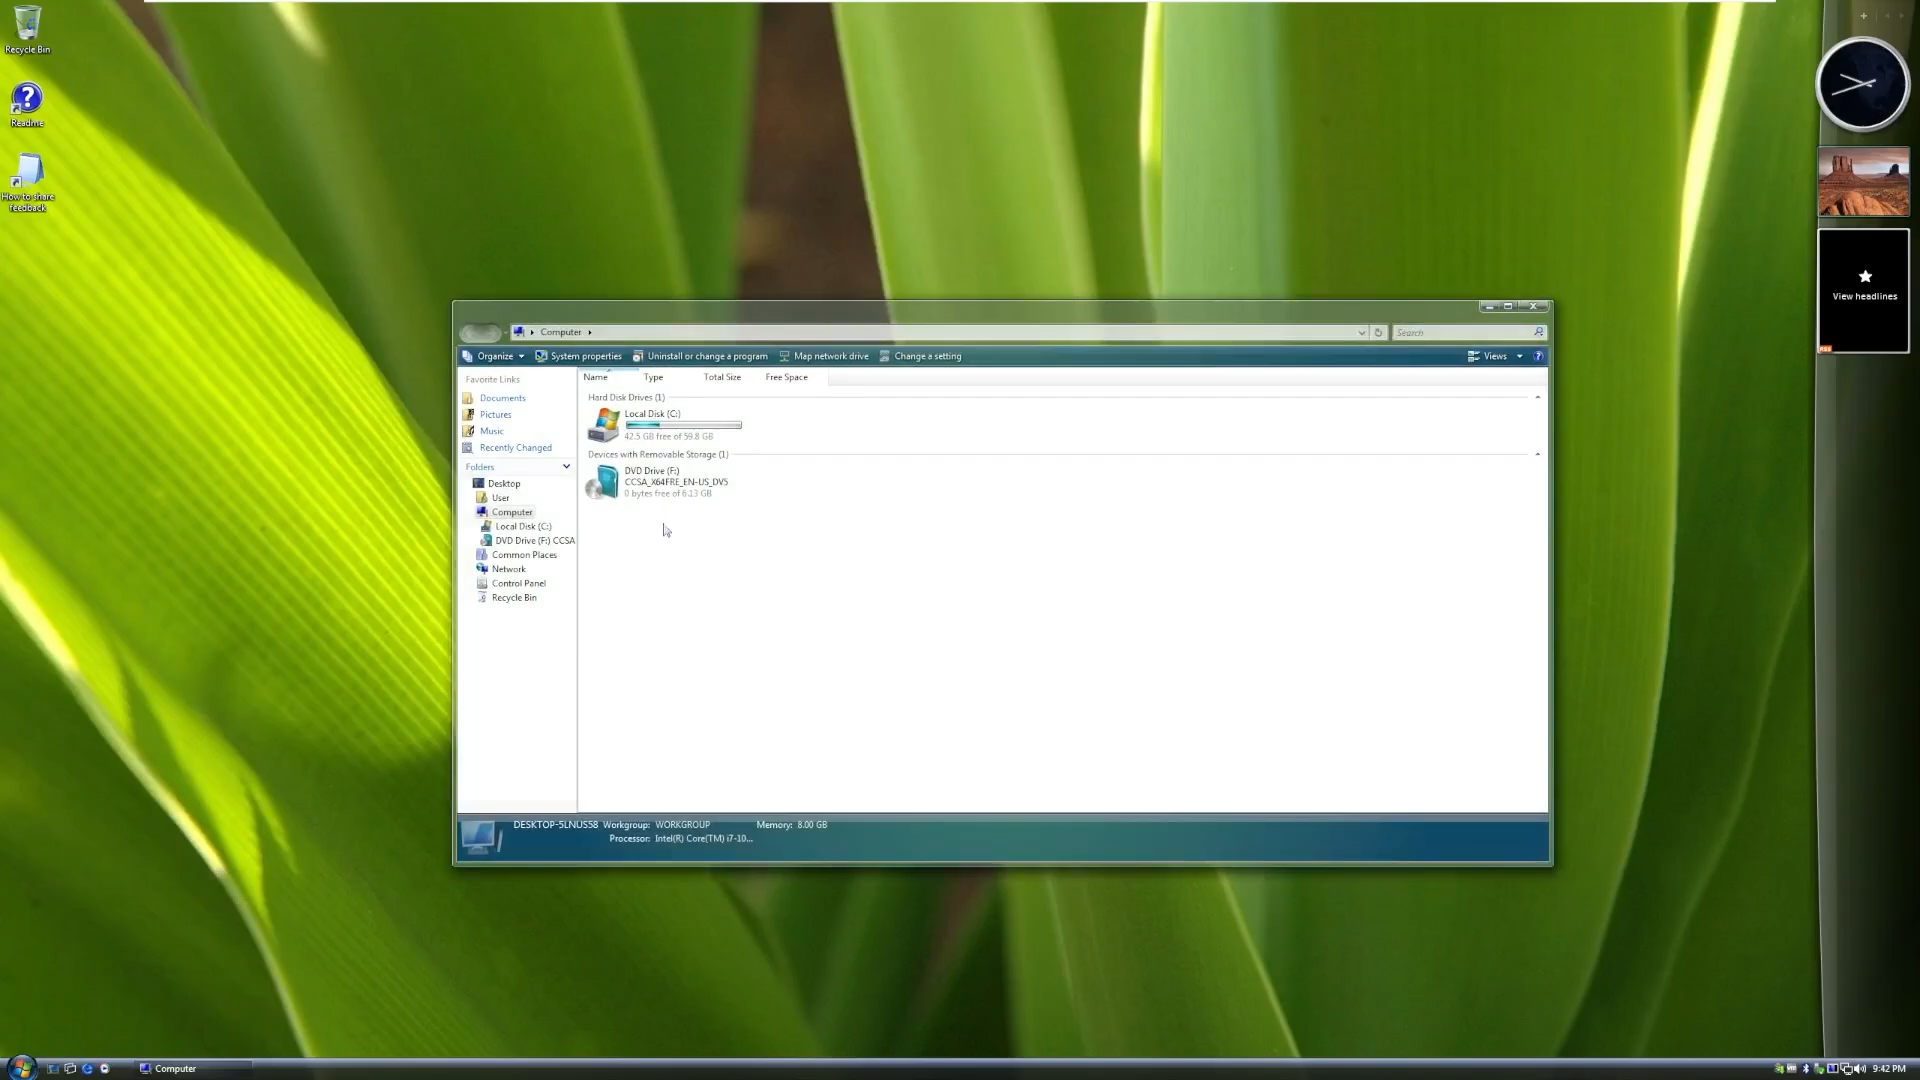 Recycle Bin
Readme
How to share
feedback
Computer
Search
Organize
System properties
Uninstall or change a program
Map network drive
Change a setting
Views
Favorite Links
Documents
Pictures
Music
Recently Changed
Folders
Desktop
User
Computer
Local Disk (C:)
DVD Drive (F:) CCSA
Common Places
Network
Control Panel
Recycle Bin
Name Type Total Size Free Space
Hard Disk Drives (1)
Local Disk (C:)
42.5 GB free of 59.8 GB
Devices with Removable Storage (1)
DVD Drive (F:)
CCSA_X64FRE_EN-US_DV5
0 bytes free of 6.13 GB
DESKTOP-5LNUS58 Workgroup: WORKGROUP Memory: 8.00 GB
Processor: Intel(R) Core(TM) i7-10...
View headlines
RSS
Computer
9:42 PM